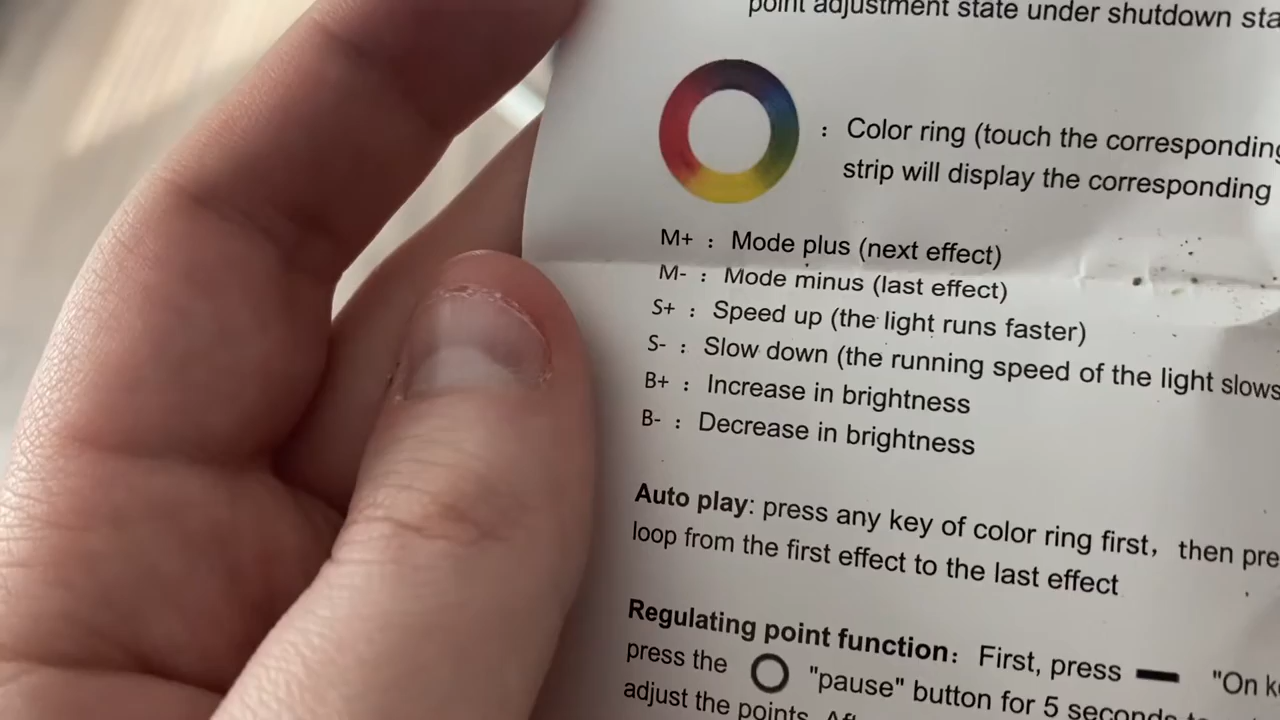 point adjustment state under shutdown sta
: Color ring (touch the corresponding
strip will display the corresponding
M+ : Mode plus (next effect)
M- : Mode minus (last effect)
S+ : Speed up (the light runs faster)
S- : Slow down (the running speed of the light slows
B+ : Increase in brightness
B- : Decrease in brightness
Auto play: press any key of color ring first, then pre
loop from the first effect to the last effect
Regulating point function: First, press "On k
press the "pause" button for 5 seconds
adjust the points.